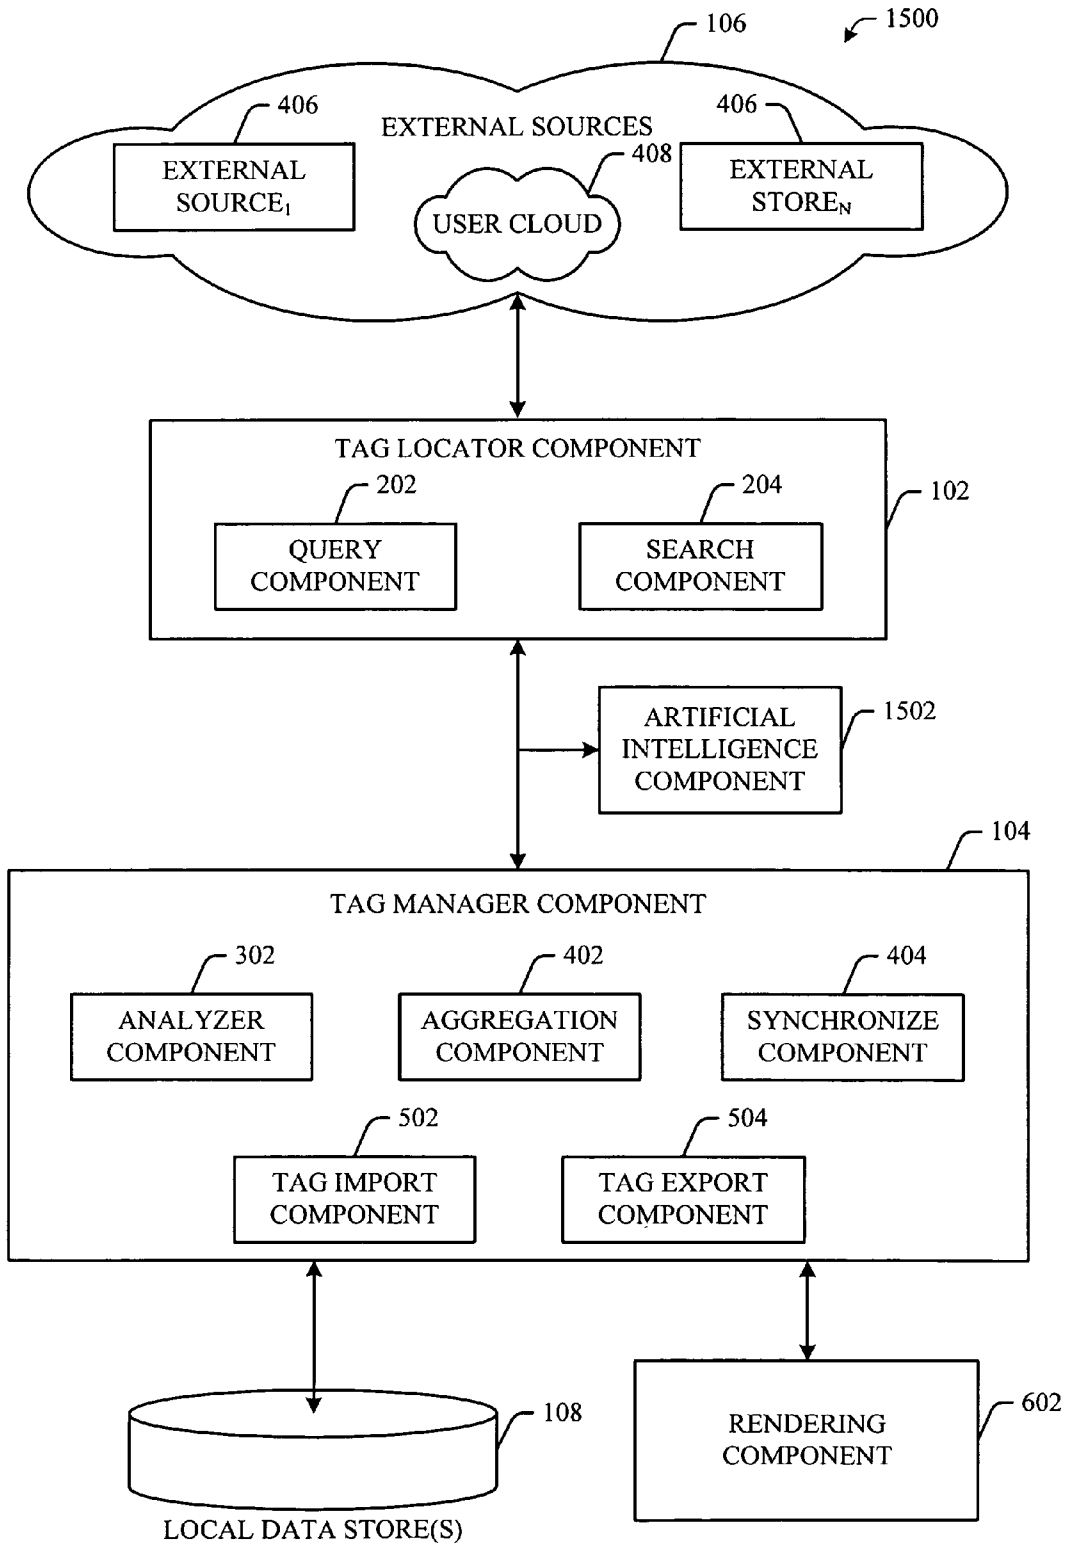 1500
106
406
406
EXTERNAL SOURCES
408
EXTERNAL
SOURCE1
EXTERNAL
STOREN
USER CLOUD
TAG LOCATOR COMPONENT
202
204
102
QUERY
COMPONENT
SEARCH
COMPONENT
ARTIFICIAL
INTELLIGENCE
COMPONENT
1502
104
TAG MANAGER COMPONENT
302
402
404
ANALYZER
COMPONENT
AGGREGATION
COMPONENT
SYNCHRONIZE
COMPONENT
502
504
TAG IMPORT
COMPONENT
TAG EXPORT
COMPONENT
108
602
RENDERING
COMPONENT
LOCAL DATA STORE(S)